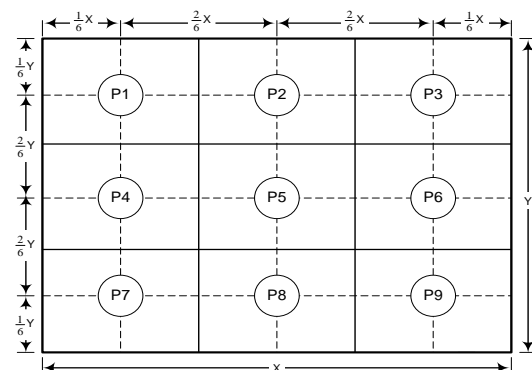 1/6 X 2/6 X 2/6 X 1/6 X
1/6 Y
P1 P2 P3
2/6 Y
P4 P5 P6
Y
2/6 Y
P7 P8 P9
1/6 Y
X